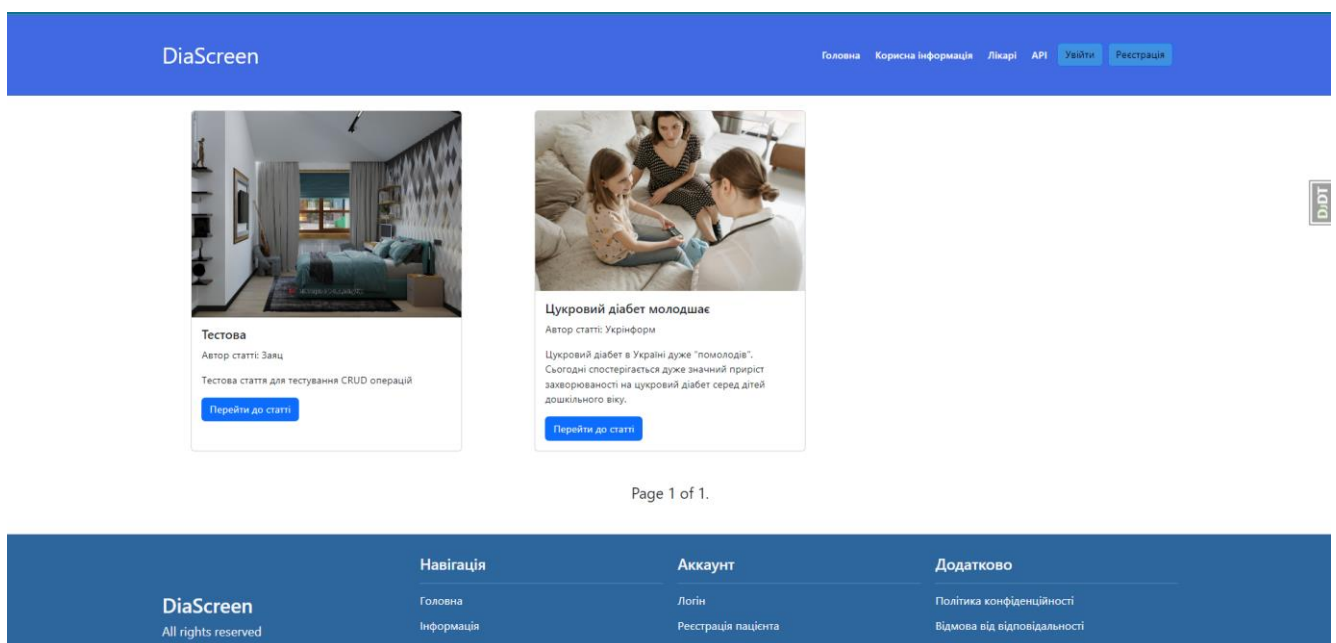 DiaScreen
Головна Корисна інформація Лікарі API Увійти Реєстрація
DJDT
Тестова
Автор статті: Заяц
Тестова стаття для тестування CRUD операцій
Перейти до статті
Цукровий діабет молодшає
Автор статті: Укрінформ
Цукровий діабет в Україні дуже "помолодів".
Сьогодні спостерігається дуже значний приріст
захворюваності на цукровий діабет серед дітей
дошкільного віку.
Перейти до статті
Page 1 of 1.
DiaScreen
All rights reserved
Навігація
Головна
Інформація
Аккаунт
Логін
Реєстрація пацієнта
Додатково
Політика конфіденційності
Відмова від відповідальності